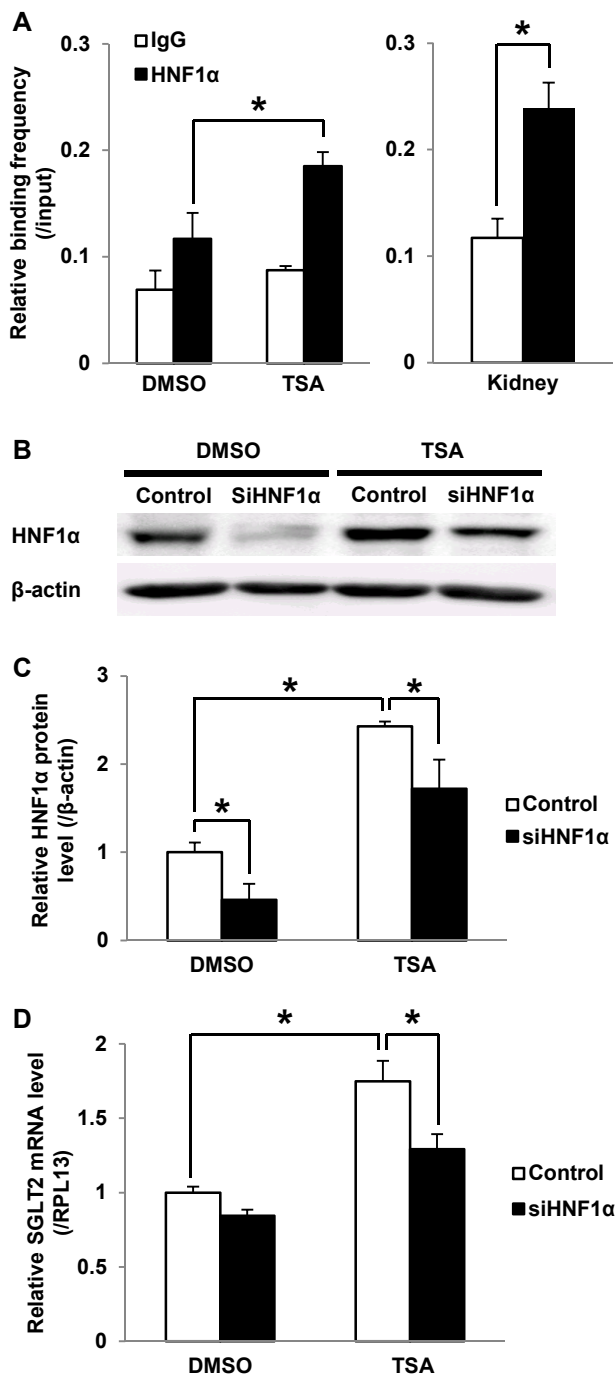 A
IgG
HNF1α
Relative binding frequency
(/input)
0.3
0.2
0.1
0
*
DMSO
TSA
0.3
0.2
0.1
0
*
Kidney
B
DMSO
TSA
Control
SiHNF1α
Control
siHNF1α
HNF1α
β-actin
C
Relative HNF1α protein
level (/β-actin)
3
2
1
0
*
*
*
DMSO
TSA
Control
siHNF1α
D
Relative SGLT2 mRNA level
(/RPL13)
2
1.5
1
0.5
0
*
*
DMSO
TSA
Control
siHNF1α